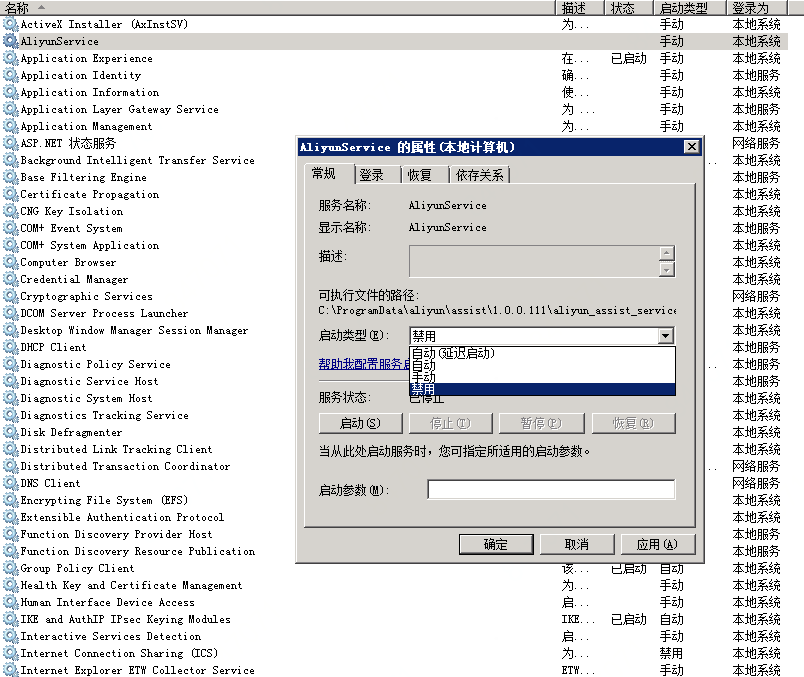 名称 描述 状态 启动类型 登录为
ActiveX Installer (AxInstSV) 为... 手动 本地系统
AliyunService 手动 本地系统
Application Experience 在... 已启动 手动 本地系统
Application Identity 确... 手动 本地服务
Application Information 使... 手动 本地系统
Application Layer Gateway Service 为 ... 手动 本地服务
Application Management 为... 手动 本地系统
ASP.NET 状态服务 网络服务
Background Intelligent Transfer Service .. 本地系统
Base Filtering Engine 本地服务
Certificate Propagation 本地系统
CNG Key Isolation 本地系统
COM+ Event System 本地服务
COM+ System Application 本地系统
Computer Browser 本地系统
Credential Manager 本地系统
Cryptographic Services 网络服务
DCOM Server Process Launcher 本地系统
Desktop Window Manager Session Manager 本地系统
DHCP Client 本地服务
Diagnostic Policy Service .. 本地服务
Diagnostic Service Host 本地服务
Diagnostic System Host 本地系统
Diagnostics Tracking Service 本地系统
Disk Defragmenter 本地系统
Distributed Link Tracking Client 本地系统
Distributed Transaction Coordinator .. 网络服务
DNS Client 网络服务
Encrypting File System (EFS) 本地系统
Extensible Authentication Protocol 本地系统
Function Discovery Provider Host 本地服务
Function Discovery Resource Publication 本地服务
Group Policy Client 该... 已启动 自动 本地系统
Health Key and Certificate Management 为... 手动 本地系统
Human Interface Device Access 启... 手动 本地系统
IKE and AuthIP IPsec Keying Modules IKE... 已启动 自动 本地系统
Interactive Services Detection 启... 手动 本地系统
Internet Connection Sharing (ICS) 为... 禁用 本地系统
Internet Explorer ETW Collector Service ETW... 手动 本地系统
AliyunService 的属性(本地计算机)
常规 登录 恢复 依存关系
服务名称: AliyunService
显示名称: AliyunService
描述:
可执行文件的路径:
C:\ProgramData\aliyun\assist\1.0.0.111\aliyun_assist_service
启动类型(E): 禁用
自动(延迟启动)
帮助我配置服务启 自动
手动
禁用
服务状态: 已停止
启动(S) 停止(T) 暂停(P) 恢复(R)
当从此处启动服务时，您可指定所适用的启动参数。
启动参数(M):
确定 取消 应用(A)